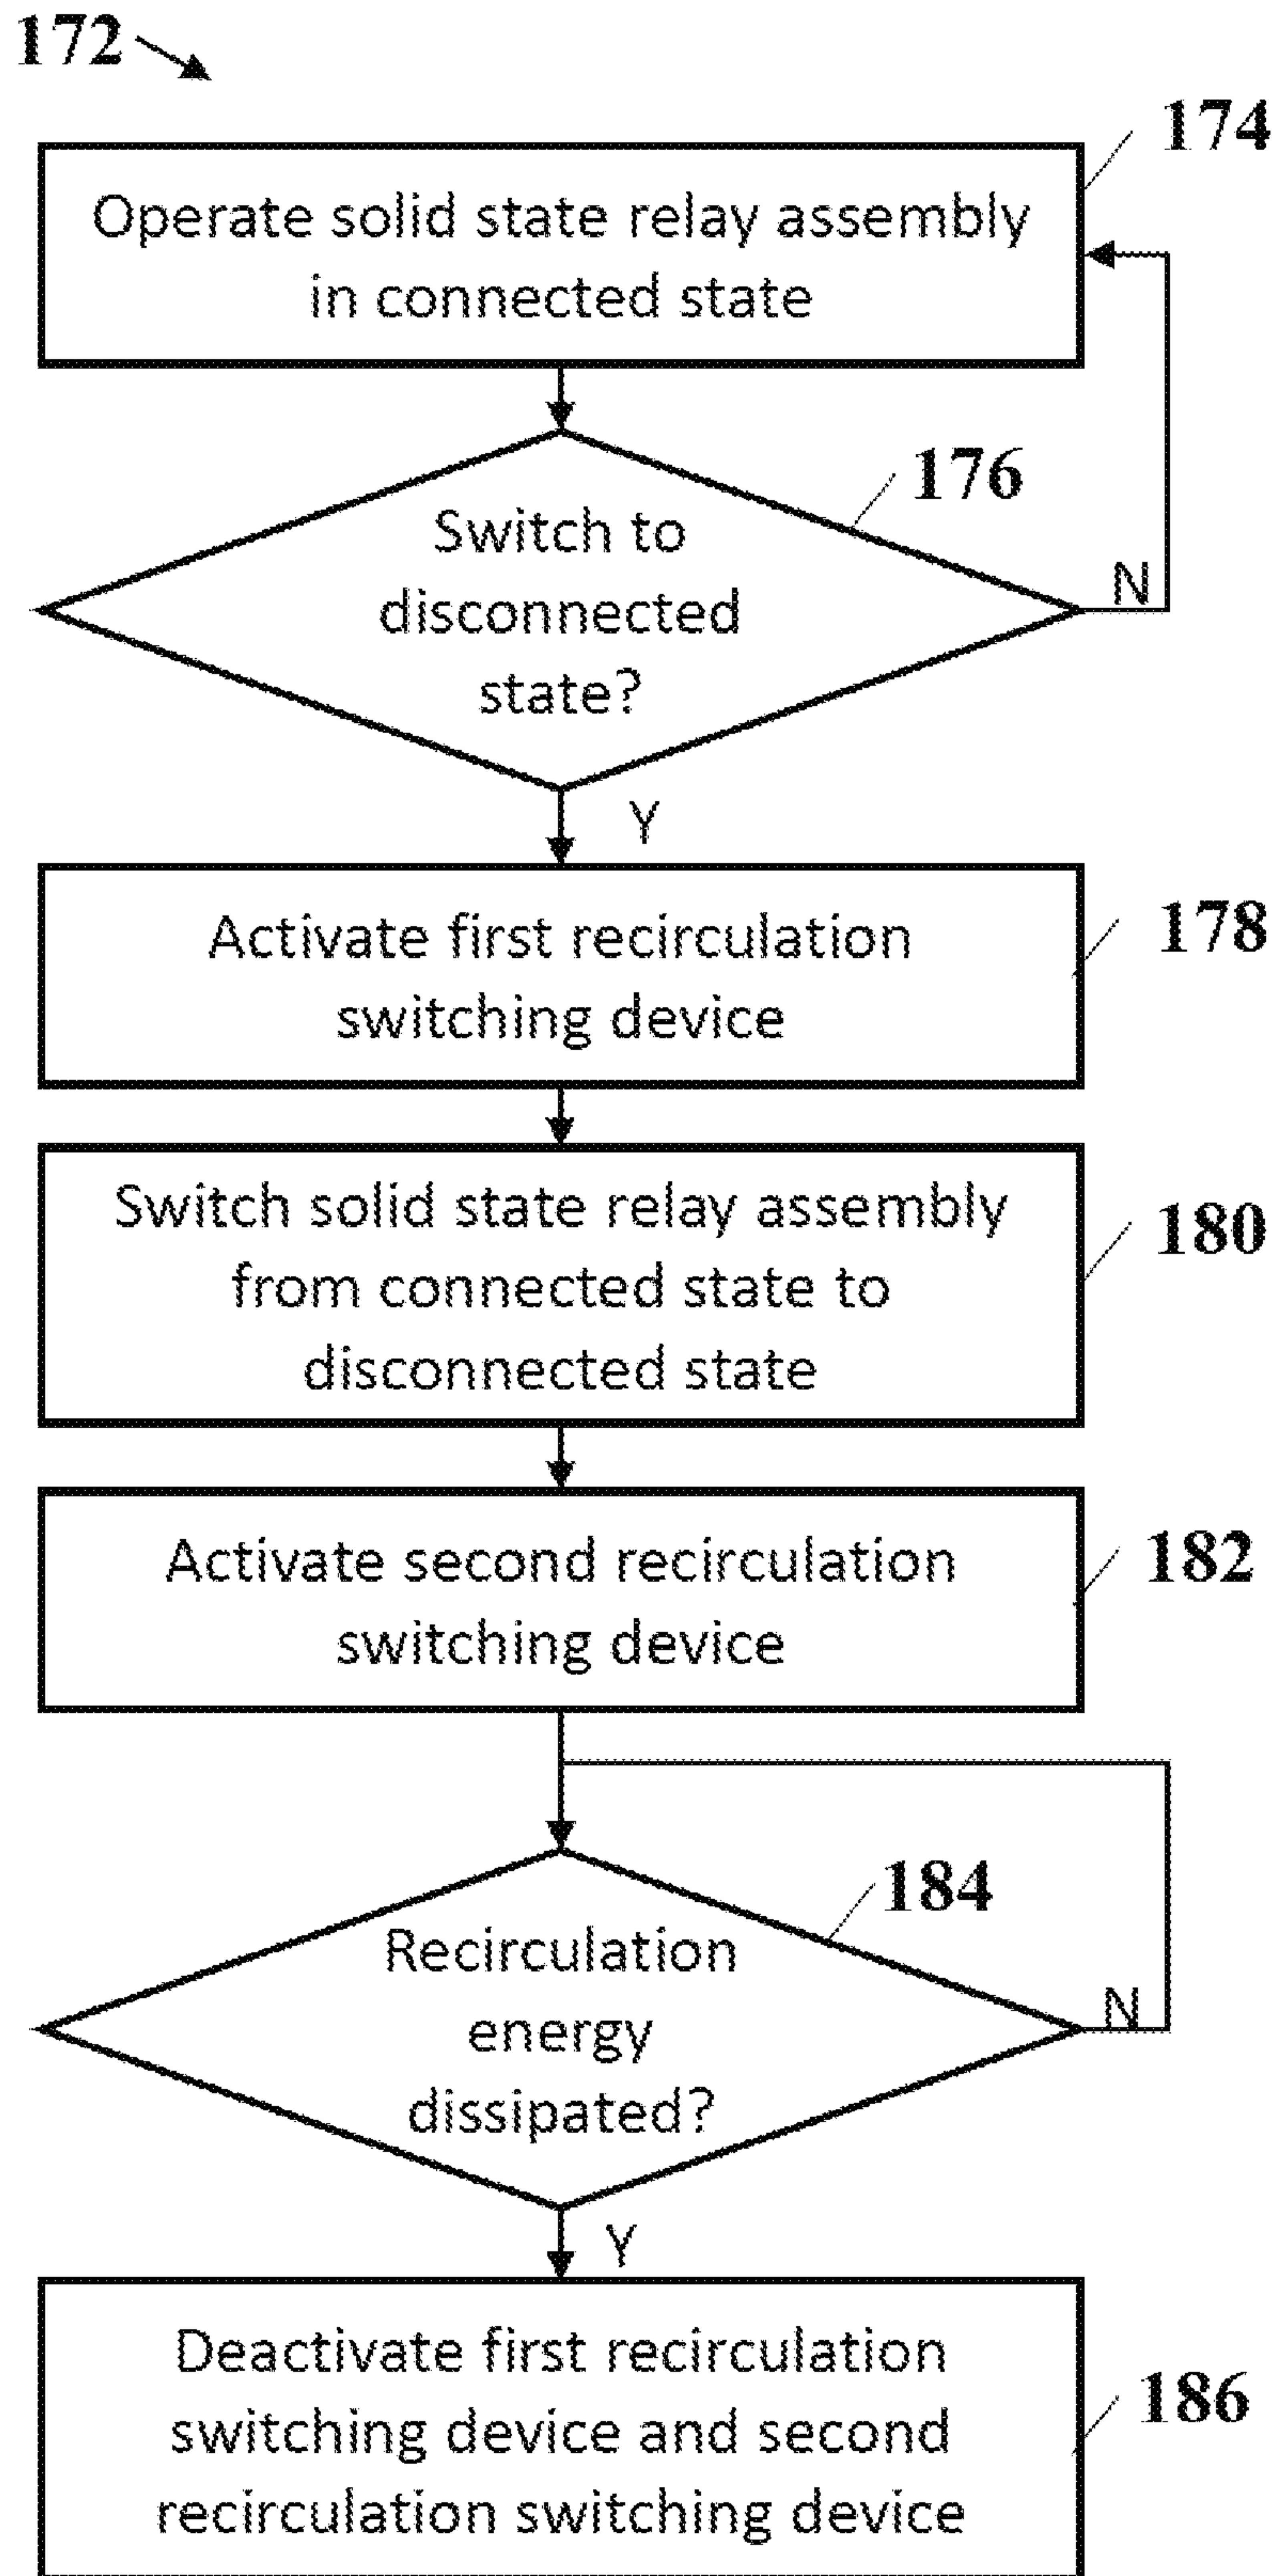 172
174
Operate solid state relay assembly
in connected state
176
Switch to
disconnected
state?
N
Y
Activate first recirculation
switching device
178
Switch solid state relay assembly
from connected state to
disconnected state
180
Activate second recirculation
switching device
182
184
Recirculation
energy
dissipated?
N
Y
Deactivate first recirculation
switching device and second
recirculation switching device
186